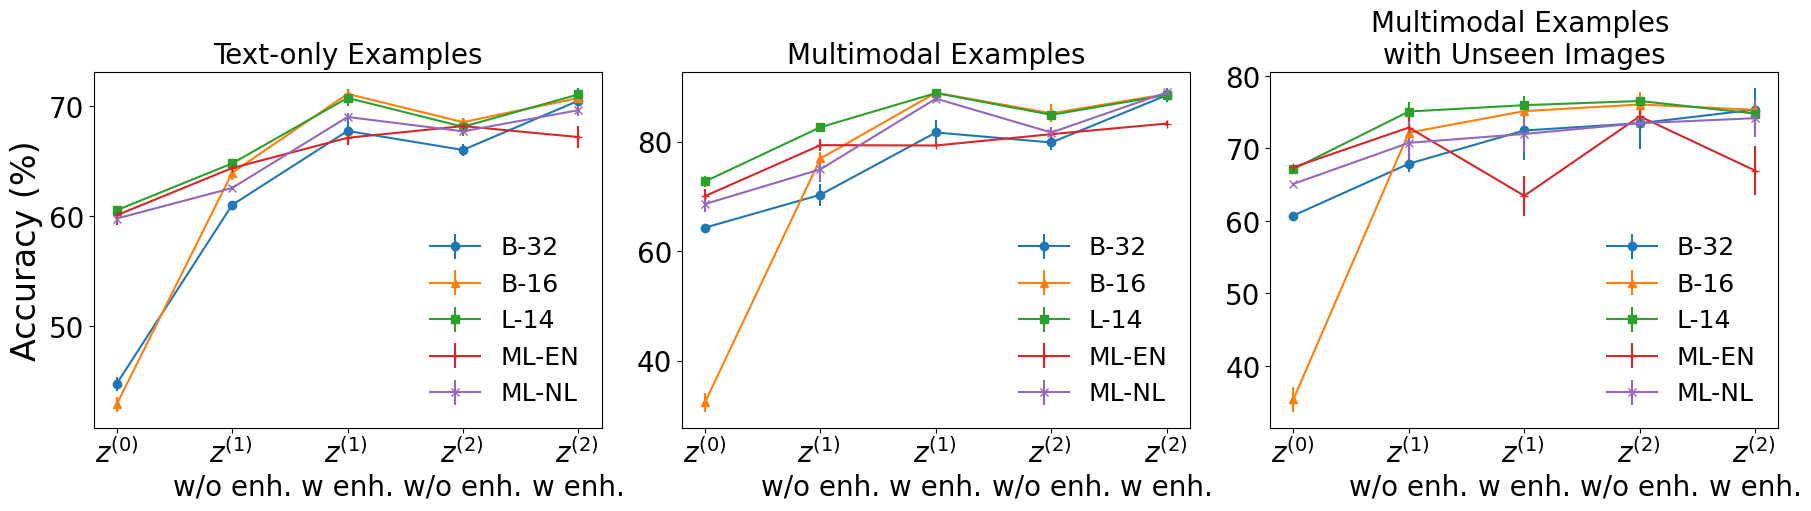 Text-only Examples
Accuracy (%)
70
60
50
z(0) z(1) z(1) z(2) z(2)
w/o enh. w enh. w/o enh. w enh.
B-32
B-16
L-14
ML-EN
ML-NL
Multimodal Examples
80
60
40
z(0) z(1) z(1) z(2) z(2)
w/o enh. w enh. w/o enh. w enh.
B-32
B-16
L-14
ML-EN
ML-NL
Multimodal Examples
with Unseen Images
80
70
60
50
40
z(0) z(1) z(1) z(2) z(2)
w/o enh. w enh. w/o enh. w enh.
B-32
B-16
L-14
ML-EN
ML-NL